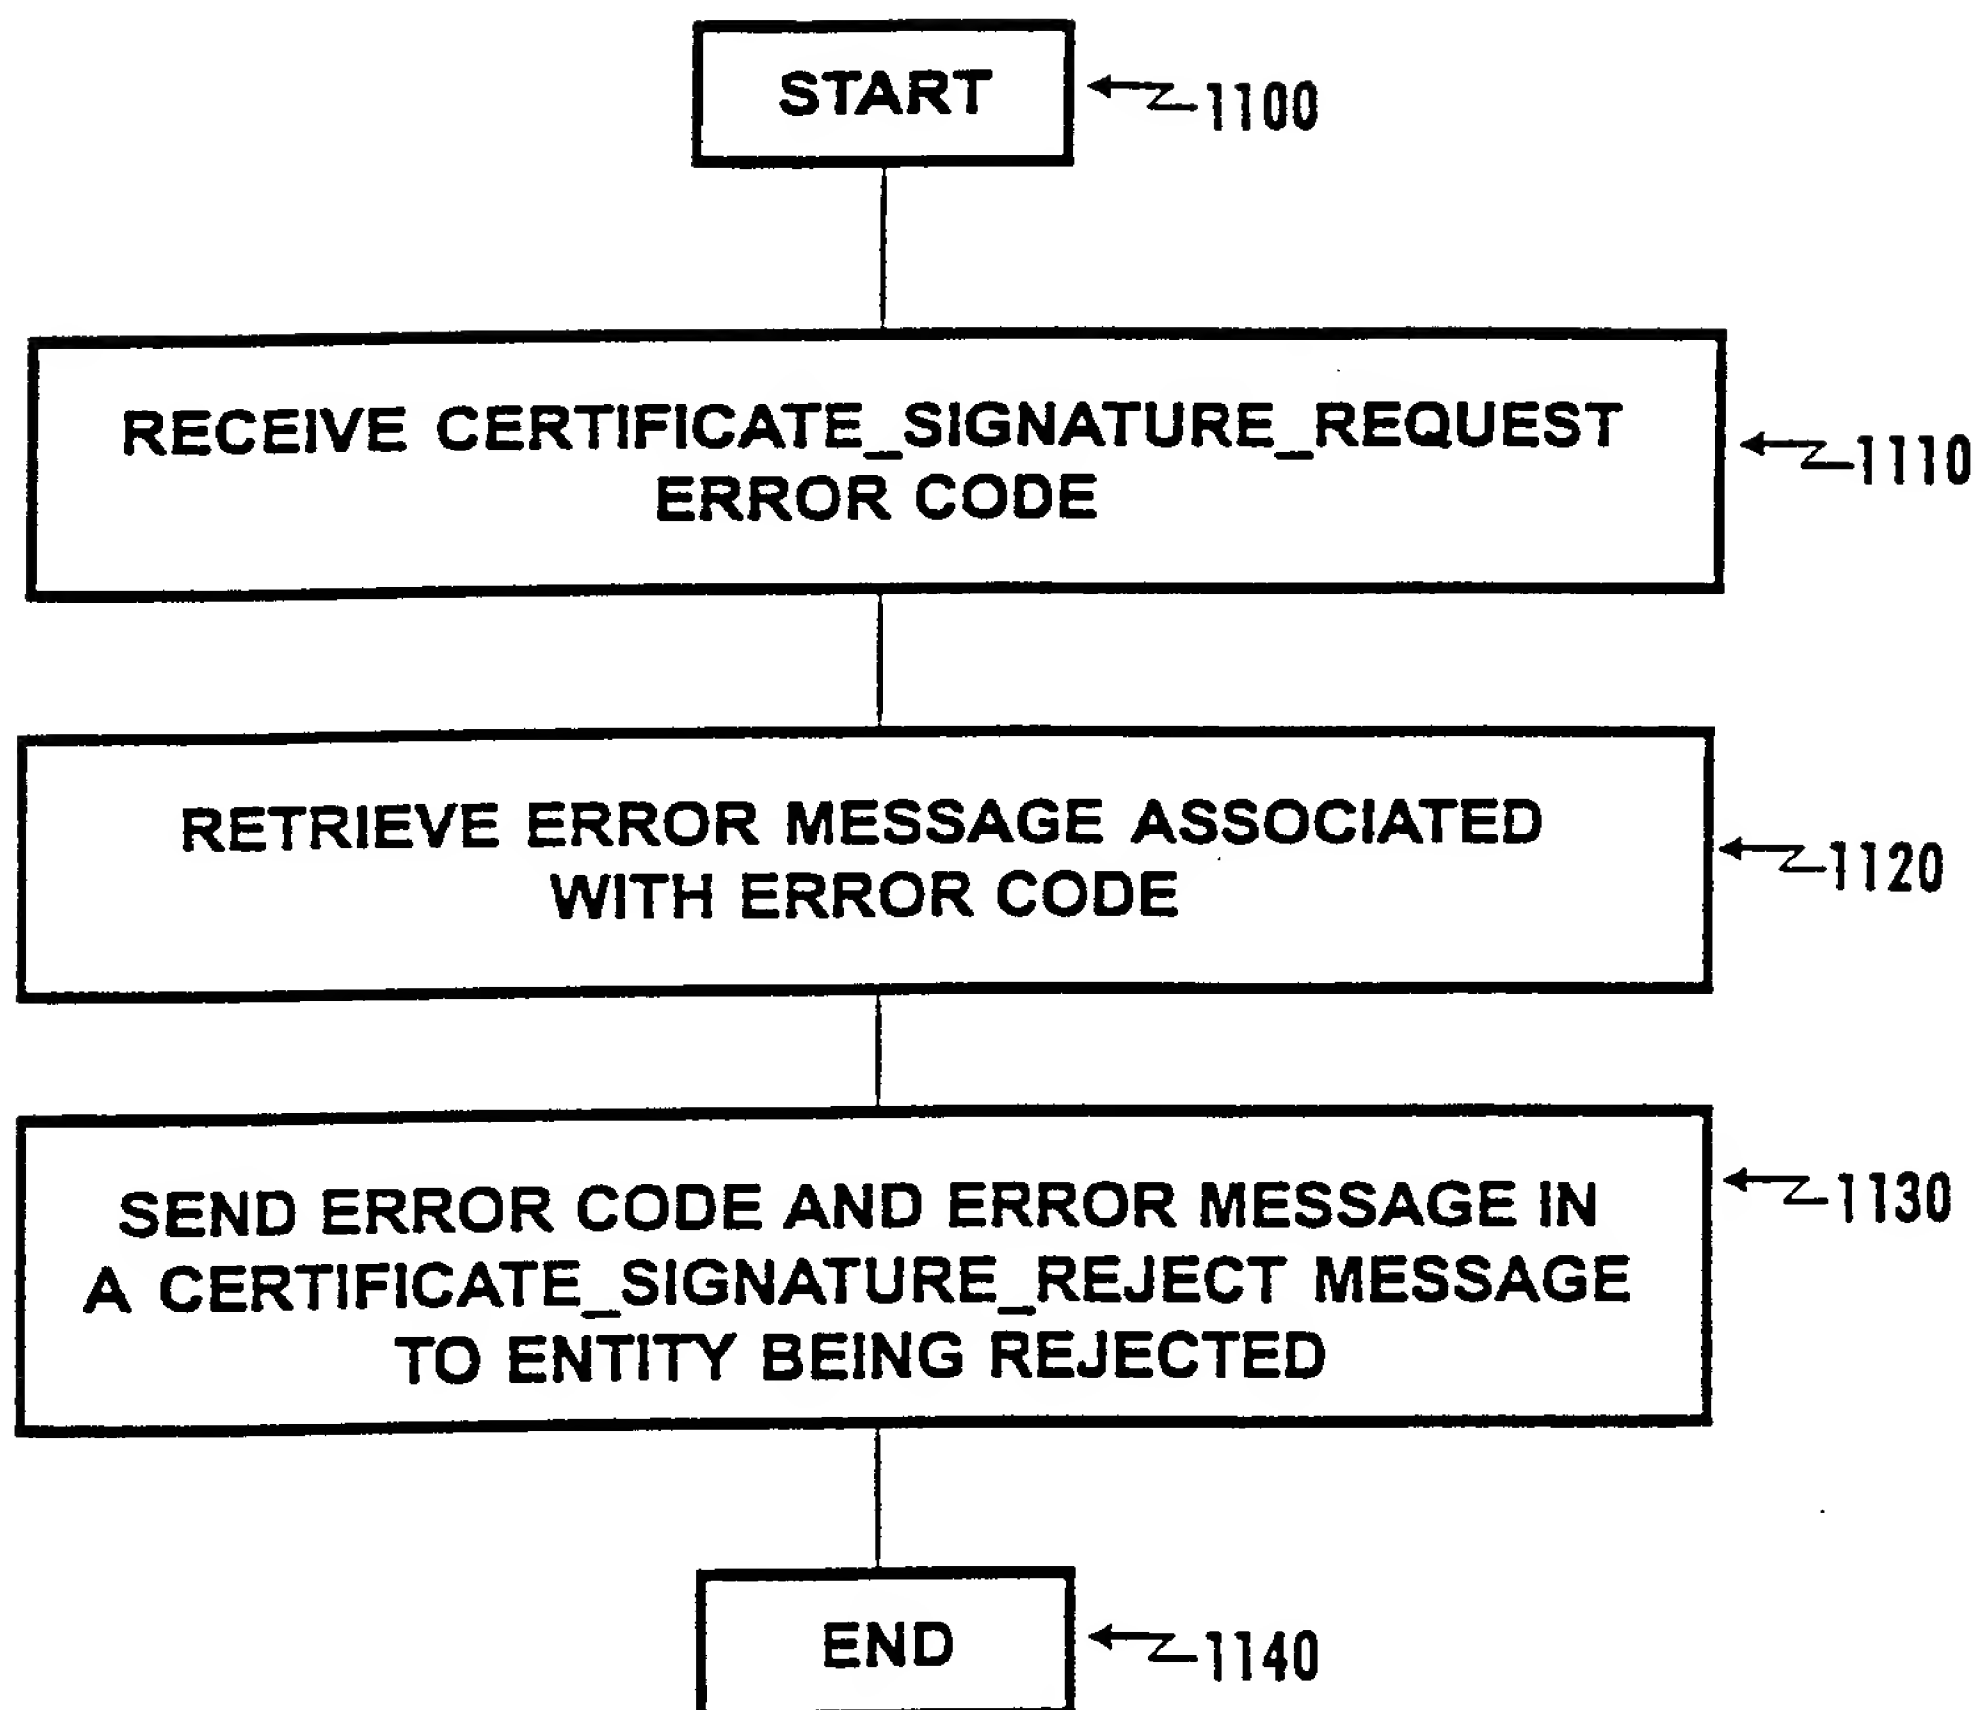 START
1100
RECEIVE CERTIFICATE_SIGNATURE_REQUEST
ERROR CODE
1110
RETRIEVE ERROR MESSAGE ASSOCIATED
WITH ERROR CODE
1120
SEND ERROR CODE AND ERROR MESSAGE IN
A CERTIFICATE_SIGNATURE_REJECT MESSAGE
TO ENTITY BEING REJECTED
1130
END
1140